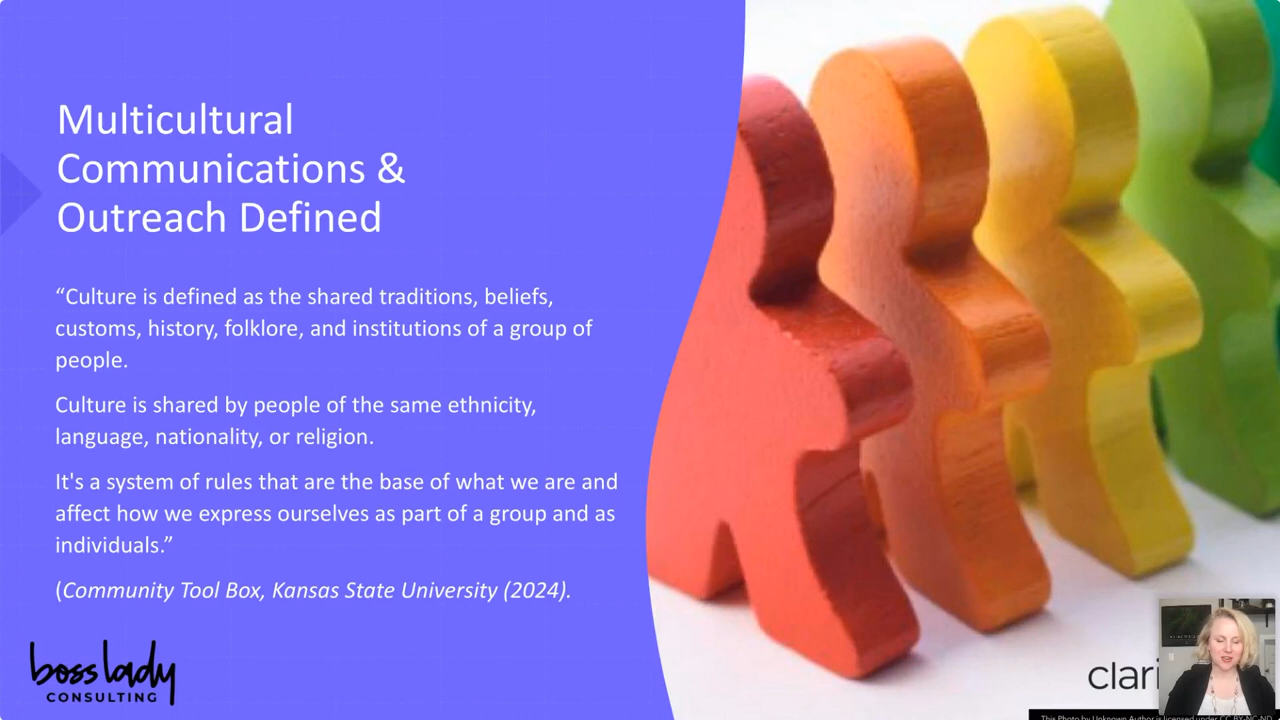 Multicultural
Communications &
Outreach Defined
“Culture is defined as the shared traditions, beliefs,
customs, history, folklore, and institutions of a group of
people.
Culture is shared by people of the same ethnicity,
language, nationality, or religion.
It's a system of rules that are the base of what we are and
affect how we express ourselves as part of a group and as
individuals.”
(Community Tool Box, Kansas State University (2024).
boss lady
CONSULTING
clari
This Photo by Unknown Author is licensed under CC BY-NC-ND